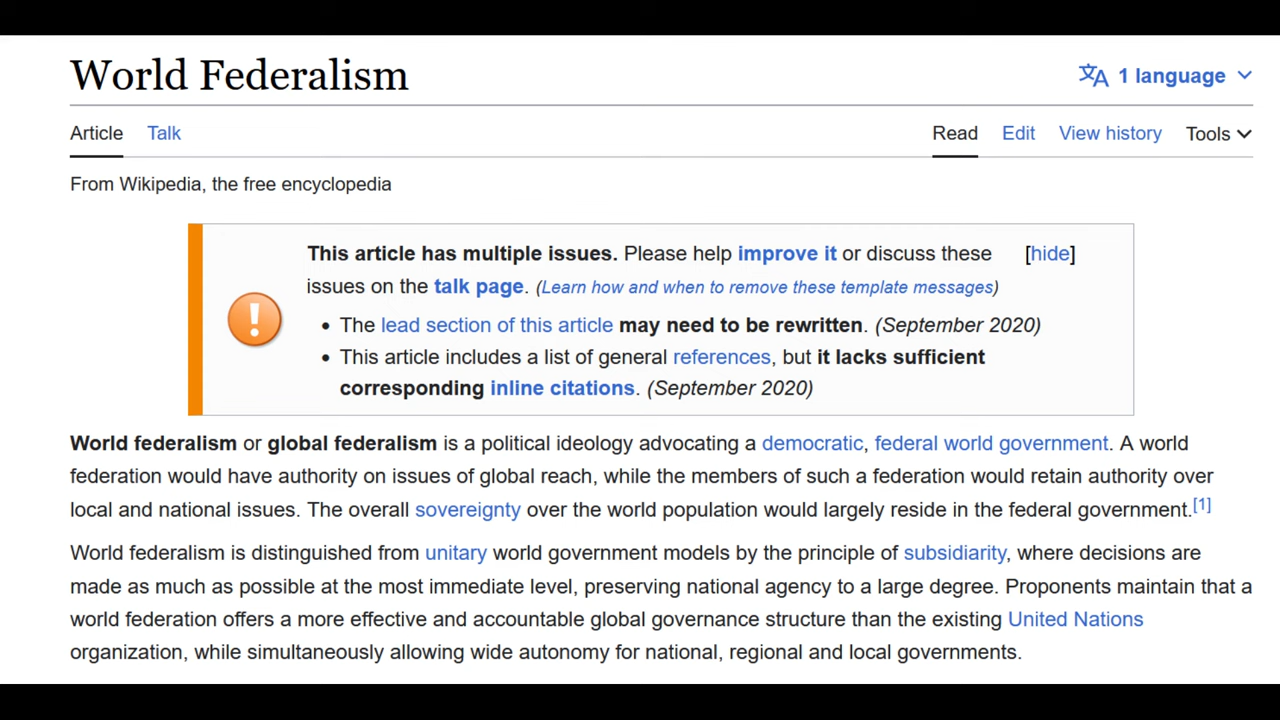 World Federalism
1 language
Article Talk Read Edit View history Tools
From Wikipedia, the free encyclopedia
This article has multiple issues. Please help improve it or discuss these [hide]
issues on the talk page. (Learn how and when to remove these template messages)
• The lead section of this article may need to be rewritten. (September 2020)
• This article includes a list of general references, but it lacks sufficient
corresponding inline citations. (September 2020)
World federalism or global federalism is a political ideology advocating a democratic, federal world government. A world
federation would have authority on issues of global reach, while the members of such a federation would retain authority over
local and national issues. The overall sovereignty over the world population would largely reside in the federal government.[1]
World federalism is distinguished from unitary world government models by the principle of subsidiarity, where decisions are
made as much as possible at the most immediate level, preserving national agency to a large degree. Proponents maintain that a
world federation offers a more effective and accountable global governance structure than the existing United Nations
organization, while simultaneously allowing wide autonomy for national, regional and local governments.